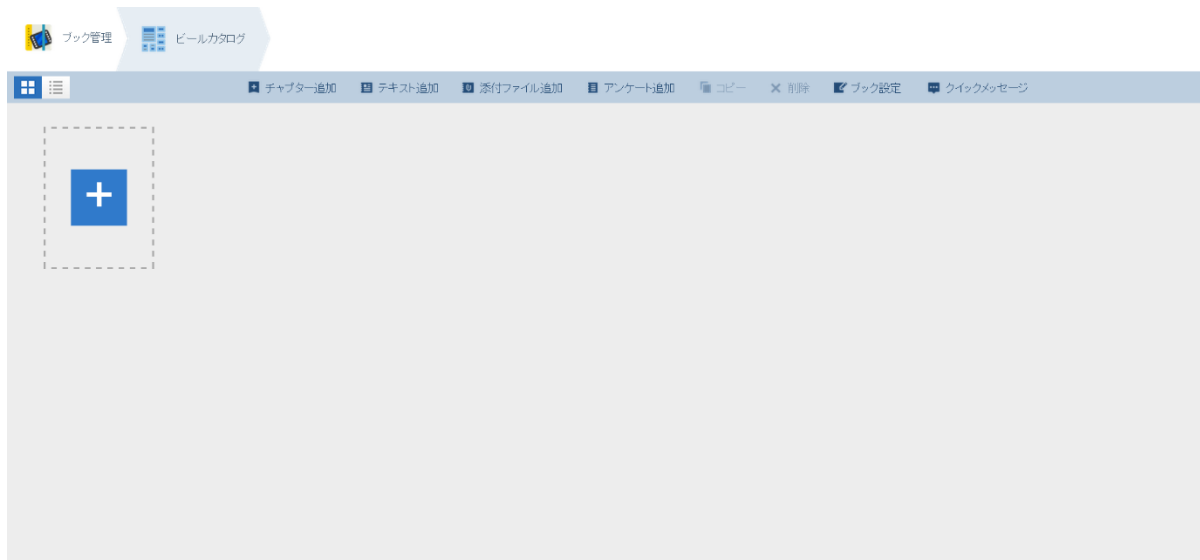 ブック管理 ビールカタログ
チャプター追加 テキスト追加 添付ファイル追加 アンケート追加 コピー 削除 ブック設定 クイックメッセージ